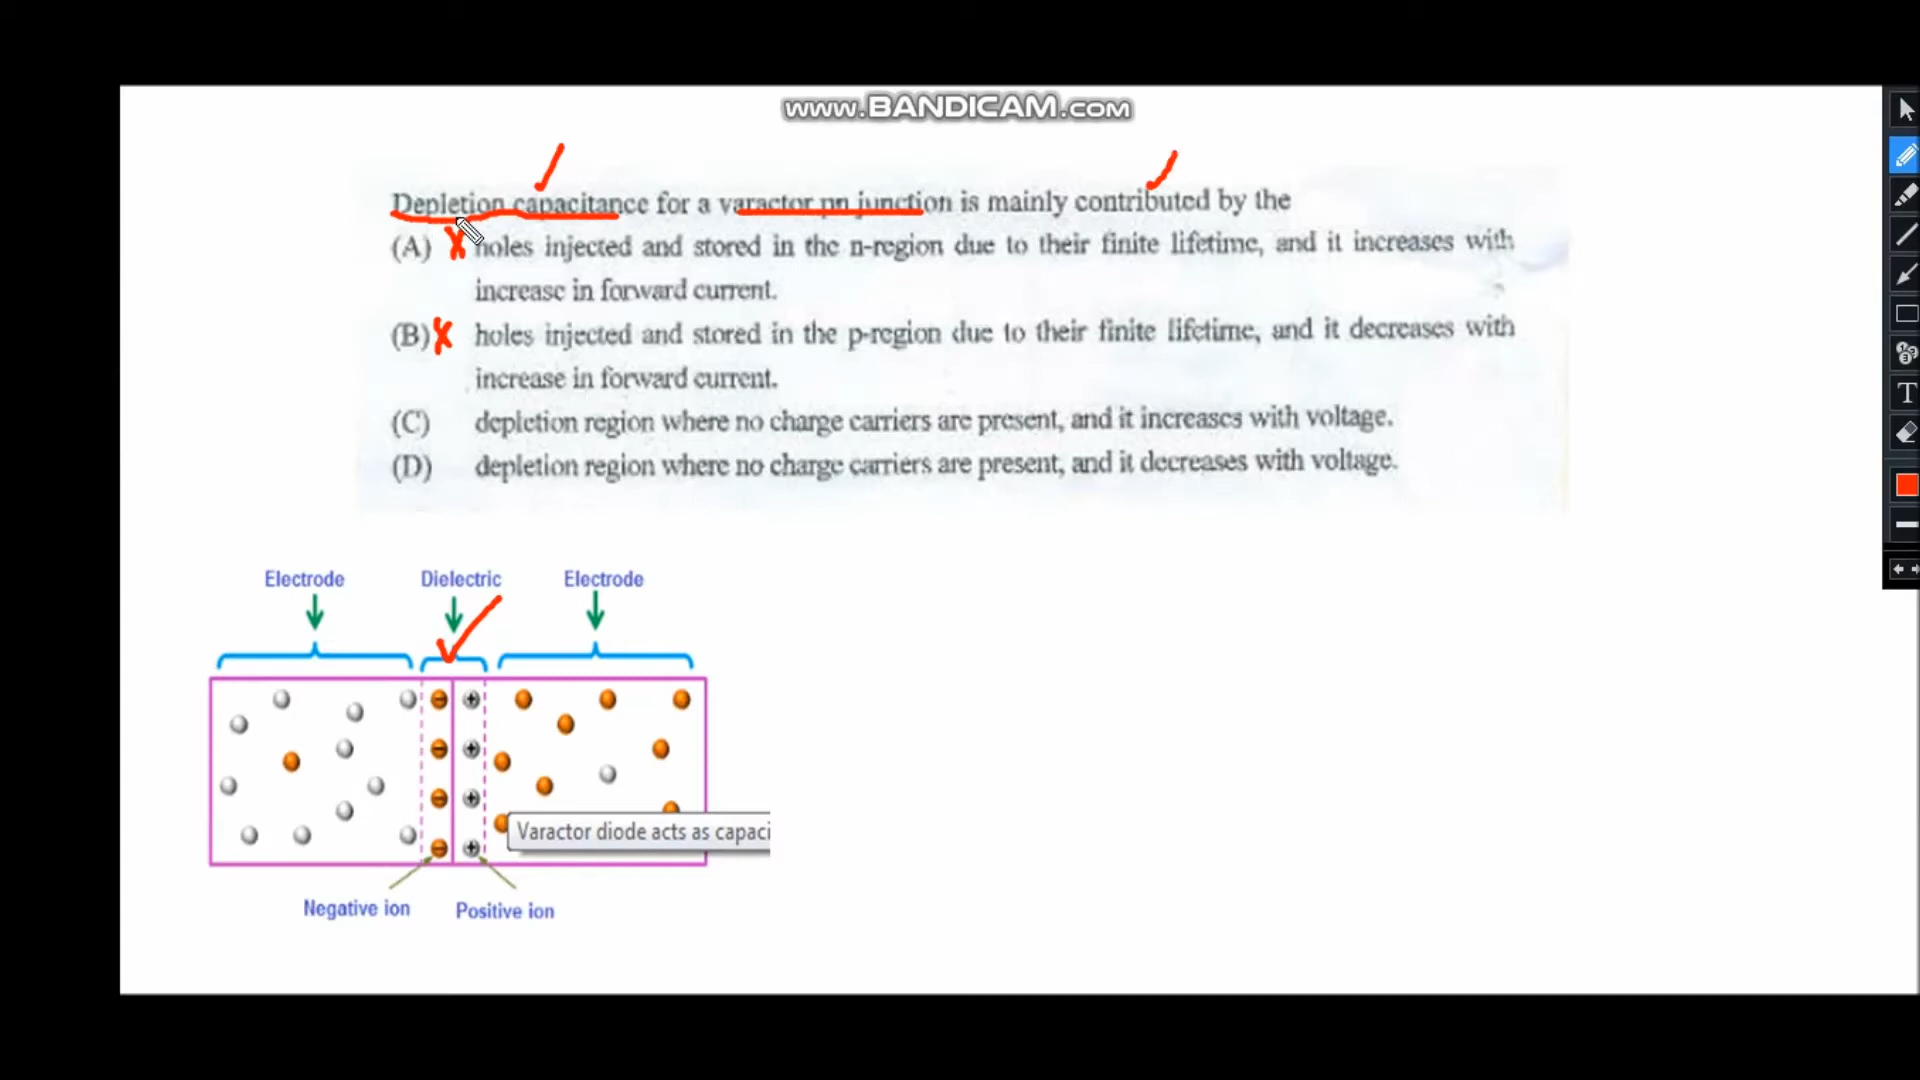 www.BANDICAM.com
Depletion capacitance for a varactor pn junction is mainly contributed by the
(A) holes injected and stored in the n-region due to their finite lifetime, and it increases with
increase in forward current.
(B) holes injected and stored in the p-region due to their finite lifetime, and it decreases with
increase in forward current.
(C) depletion region where no charge carriers are present, and it increases with voltage.
(D) depletion region where no charge carriers are present, and it decreases with voltage.
Electrode Dielectric Electrode
Varactor diode acts as capaci
Negative ion Positive ion